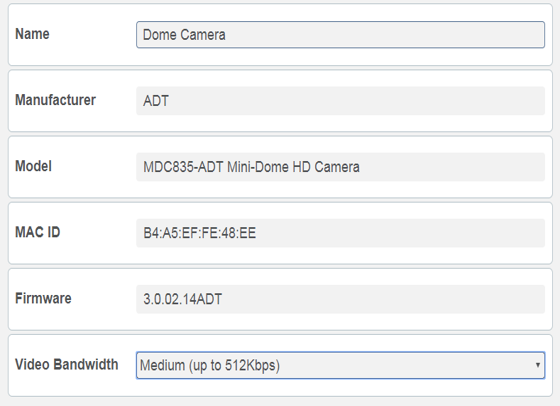 Name Dome Camera
Manufacturer ADT
Model MDC835-ADT Mini-Dome HD Camera
MAC ID B4:A5:EF:FE:48:EE
Firmware 3.0.02.14ADT
Video Bandwidth Medium (up to 512Kbps)